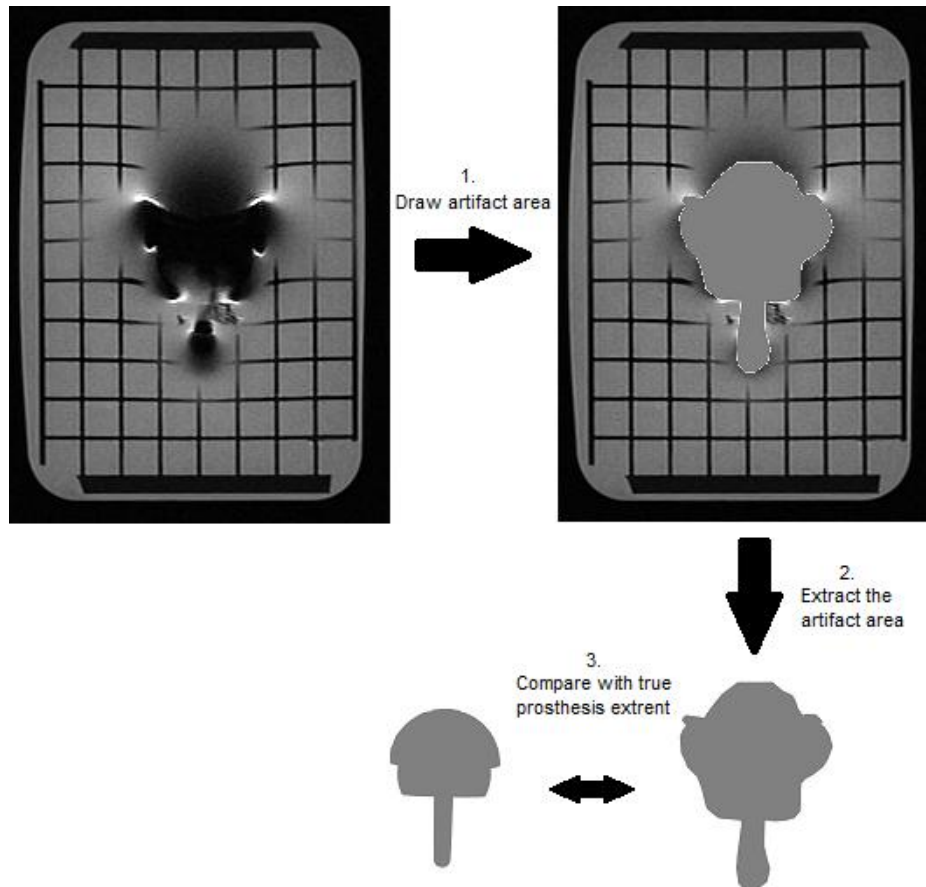 1.
Draw artifact area
2.
Extract the
artifact area
3.
Compare with true
prosthesis extrent